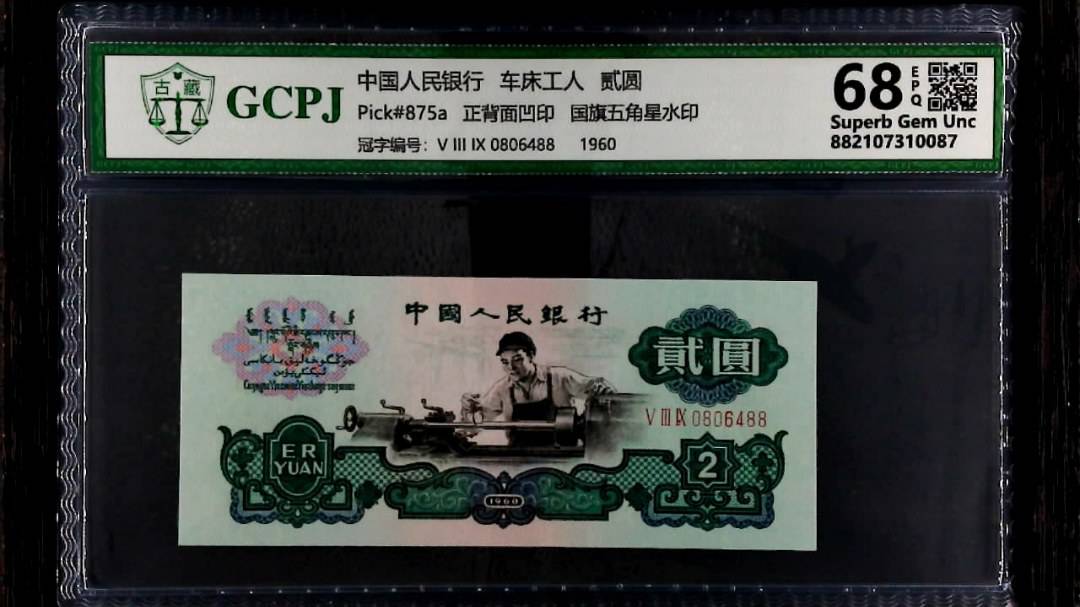 古藏
GCPJ
中国人民银行 车床工人 贰圆
Pick#875a 正背面凹印 国旗五角星水印
冠字编号: V III IX 0806488 1960
68 EPQ
Superb Gem Unc
882107310087
中國人民銀行
貳圓
V III IX 0806488
ER
YUAN
1960
2